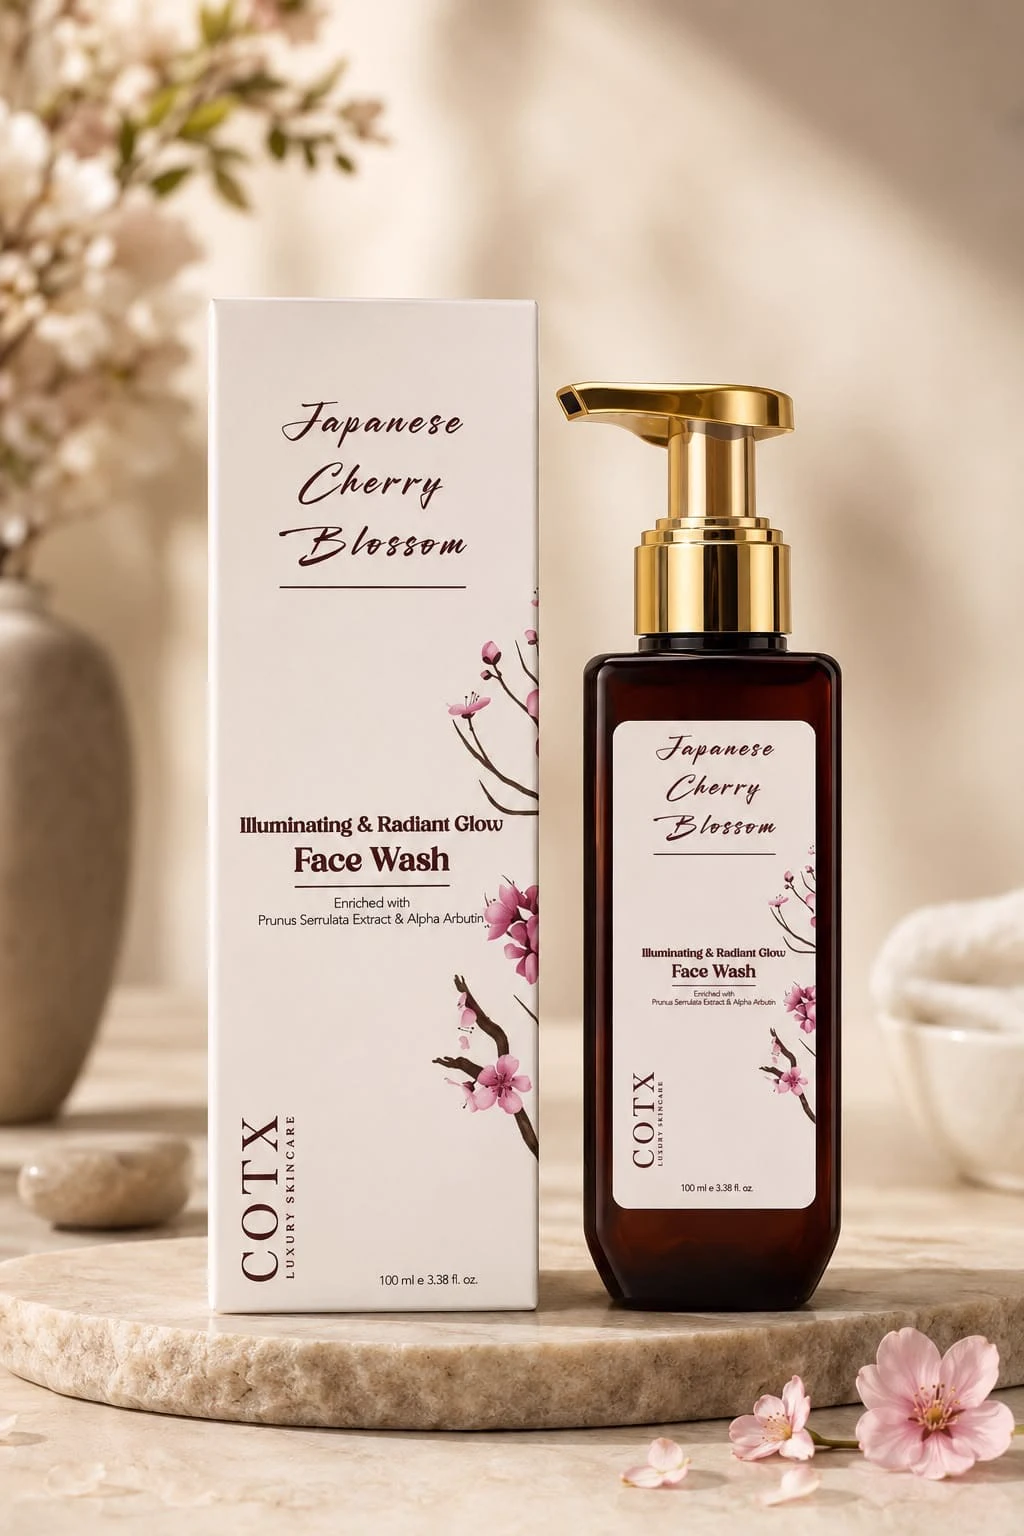 Japanese
Cherry
Blossom
Illuminating & Radiant Glow
Face Wash
Enriched with
Prunus Serrulata Extract & Alpha Arbutin
COTX
LUXURY SKINCARE
100 ml e 3.38 fl. oz.
Japanese
Cherry
Blossom
Illuminating & Radiant Glow
Face Wash
Enriched with
Prunus Serrulata Extract & Alpha Arbutin
COTX
LUXURY SKINCARE
100 ml e 3.38 fl. oz.